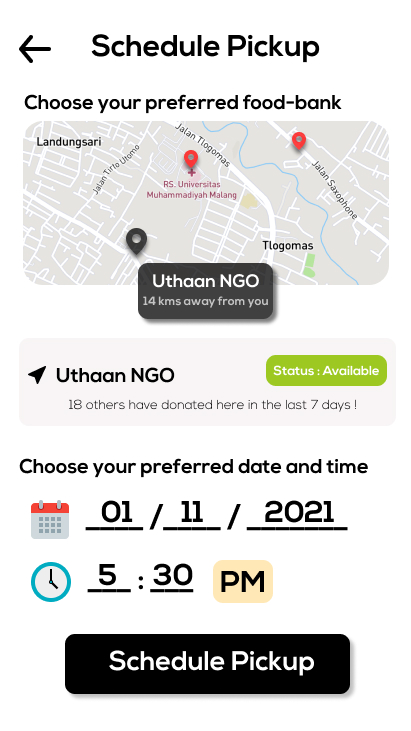 Schedule Pickup
Choose your preferred food-bank
Landungsari
Jalan Tirto Utomo
Jalan Tlogomas
RS. Universitas
Muhammadiyah Malang
Jalan Saxophone
Tlogomas
Uthaan NGO
14 kms away from you
Uthaan NGO
Status : Available
18 others have donated here in the last 7 days !
Choose your preferred date and time
01 / 11 / 2021
5 : 30 PM
Schedule Pickup